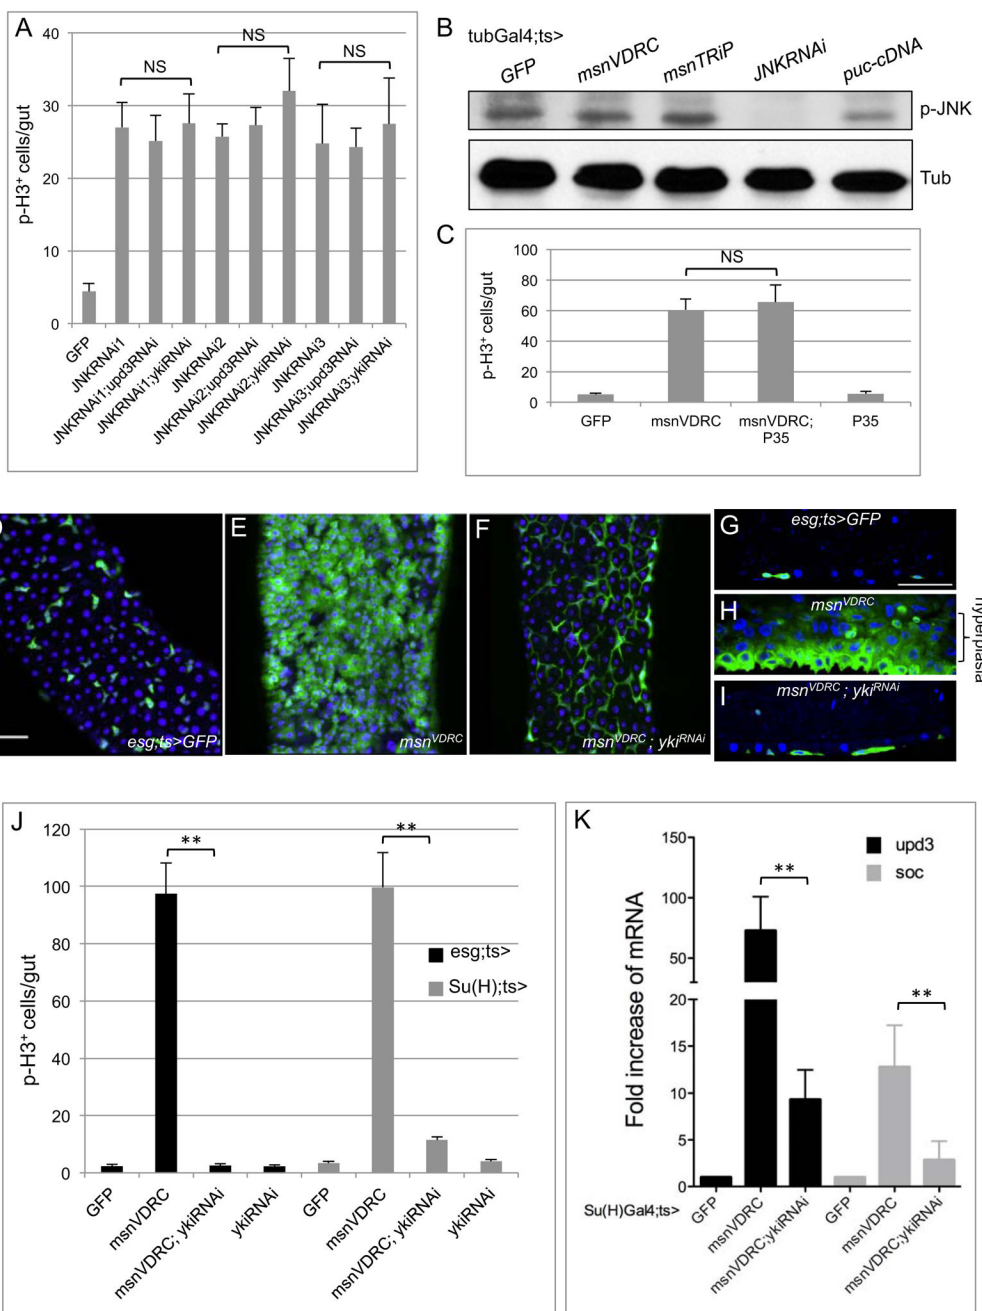 A
40
30
20
10
0
p-H3⁺ cells/gut
NS
NS
NS
GFP
JNKRNAi1
JNKRNAi1;upd3RNAi
JNKRNAi1;ykiRNAi
JNKRNAi2
JNKRNAi2;upd3RNAi
JNKRNAi2;ykiRNAi
JNKRNAi3
JNKRNAi3;upd3RNAi
JNKRNAi3;ykiRNAi
B
tubGal4;ts>
GFP
msnVDRC
msnTRiP
JNKRNAi
puc-cDNA
p-JNK
Tub
C
100
80
60
40
20
0
p-H3⁺ cells/gut
NS
GFP
msnVDRC
msnVDRC;
P35
P35
esg;ts>GFP
E
msnVDRC
F
msnVDRC ; ykiRNAi
G
esg;ts>GFP
H
msnVDRC
hyperplasia
I
msnVDRC ; ykiRNAi
J
120
100
80
60
40
20
0
p-H3⁺ cells/gut
**
**
esg;ts>
Su(H);ts>
GFP
msnVDRC
msnVDRC; ykiRNAi
ykiRNAi
GFP
msnVDRC
msnVDRC; ykiRNAi
ykiRNAi
K
150
100
50
20
15
10
5
0
Fold increase of mRNA
upd3
soc
**
**
Su(H)Gal4;ts>
GFP
msnVDRC
msnVDRC;ykiRNAi
GFP
msnVDRC
msnVDRC;ykiRNAi